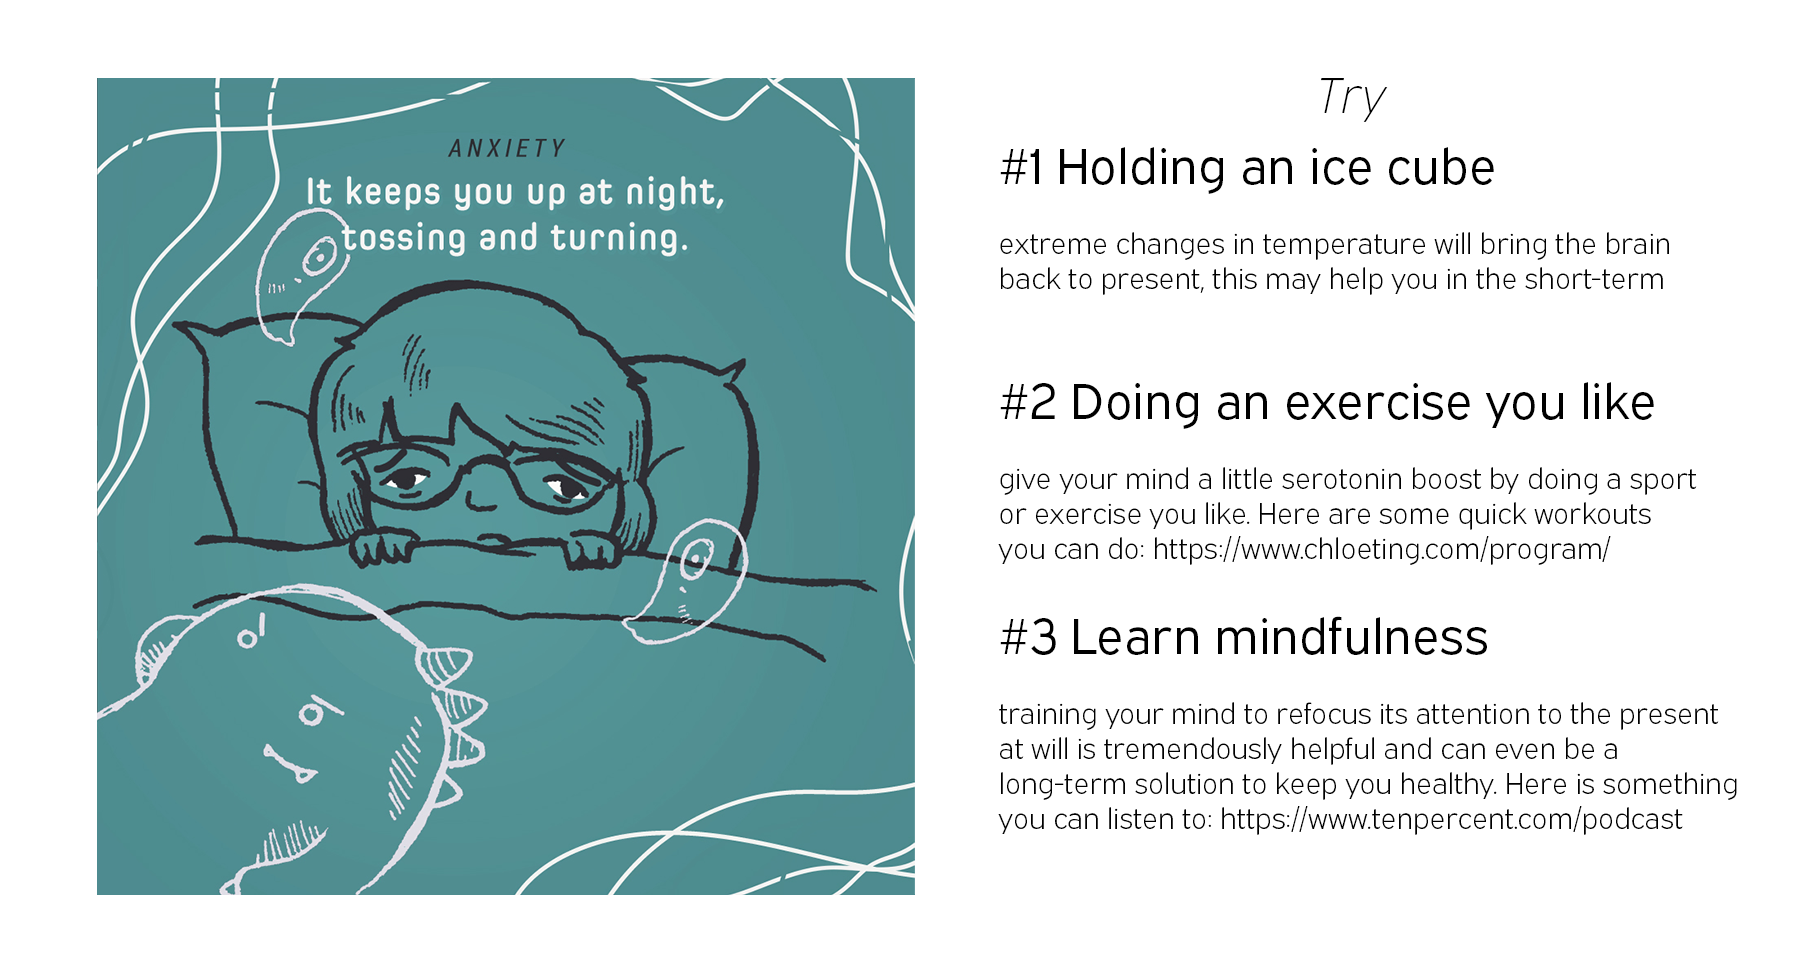 ANXIETY
It keeps you up at night,
tossing and turning.
Try
#1 Holding an ice cube
extreme changes in temperature will bring the brain
back to present, this may help you in the short-term
#2 Doing an exercise you like
give your mind a little serotonin boost by doing a sport
or exercise you like. Here are some quick workouts
you can do: https://www.chloeting.com/program/
#3 Learn mindfulness
training your mind to refocus its attention to the present
at will is tremendously helpful and can even be a
long-term solution to keep you healthy. Here is something
you can listen to: https://www.tenpercent.com/podcast